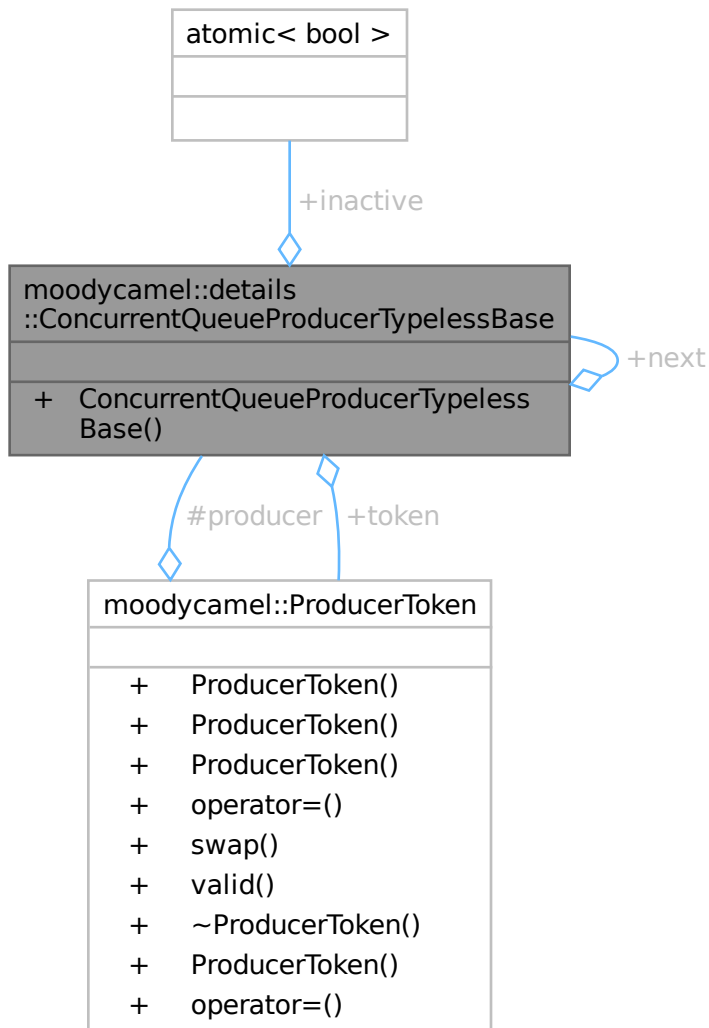 atomic< bool >
+inactive
moodycamel::details
::ConcurrentQueueProducerTypelessBase
+next
+ ConcurrentQueueProducerTypeless
Base()
#producer
+token
moodycamel::ProducerToken
+ ProducerToken()
+ ProducerToken()
+ ProducerToken()
+ operator=()
+ swap()
+ valid()
+ ~ProducerToken()
+ ProducerToken()
+ operator=()